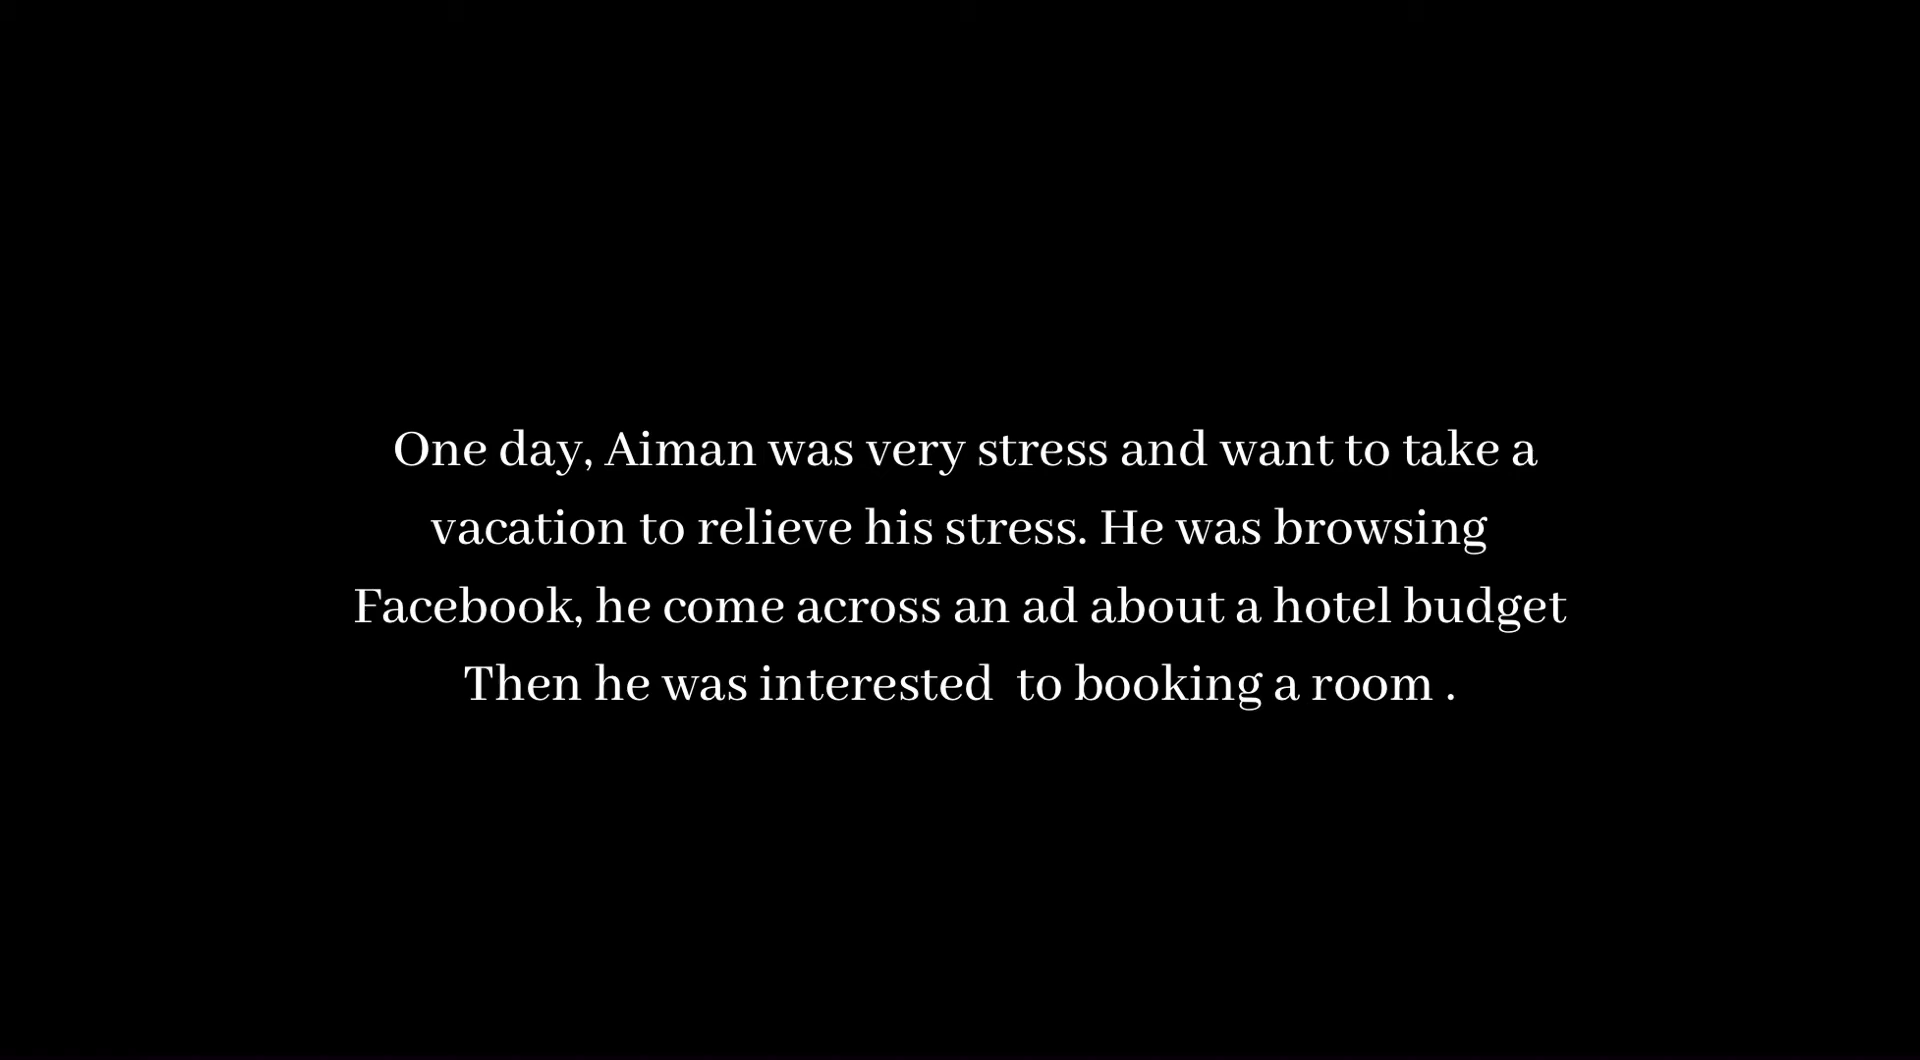 One day, Aiman was very stress and want to take a
vacation to relieve his stress. He was browsing
Facebook, he come across an ad about a hotel budget
Then he was interested  to booking a room .